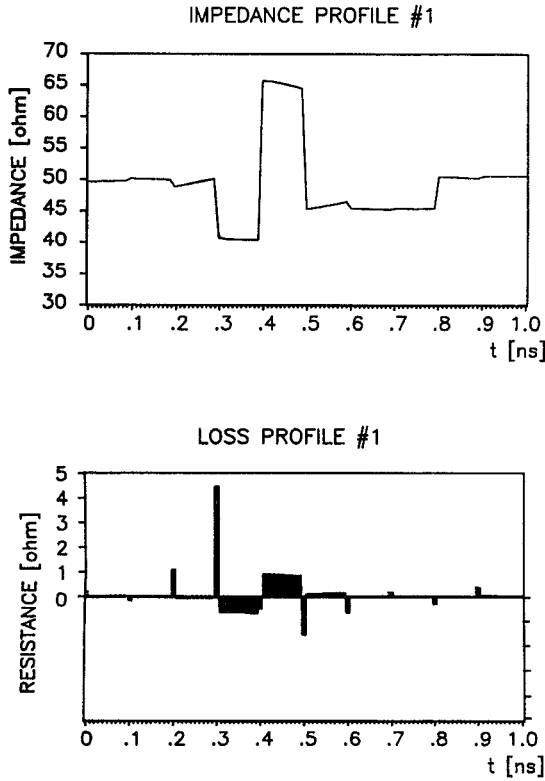 IMPEDANCE PROFILE #1
IMPEDANCE [ohm]
70
65
60
55
50
45
40
35
30
0 .1 .2 .3 .4 .5 .6 .7 .8 .9 1.0
t [ns]
LOSS PROFILE #1
RESISTANCE [ohm]
5
4
3
2
1
0
0 .1 .2 .3 .4 .5 .6 .7 .8 .9 1.0
t [ns]